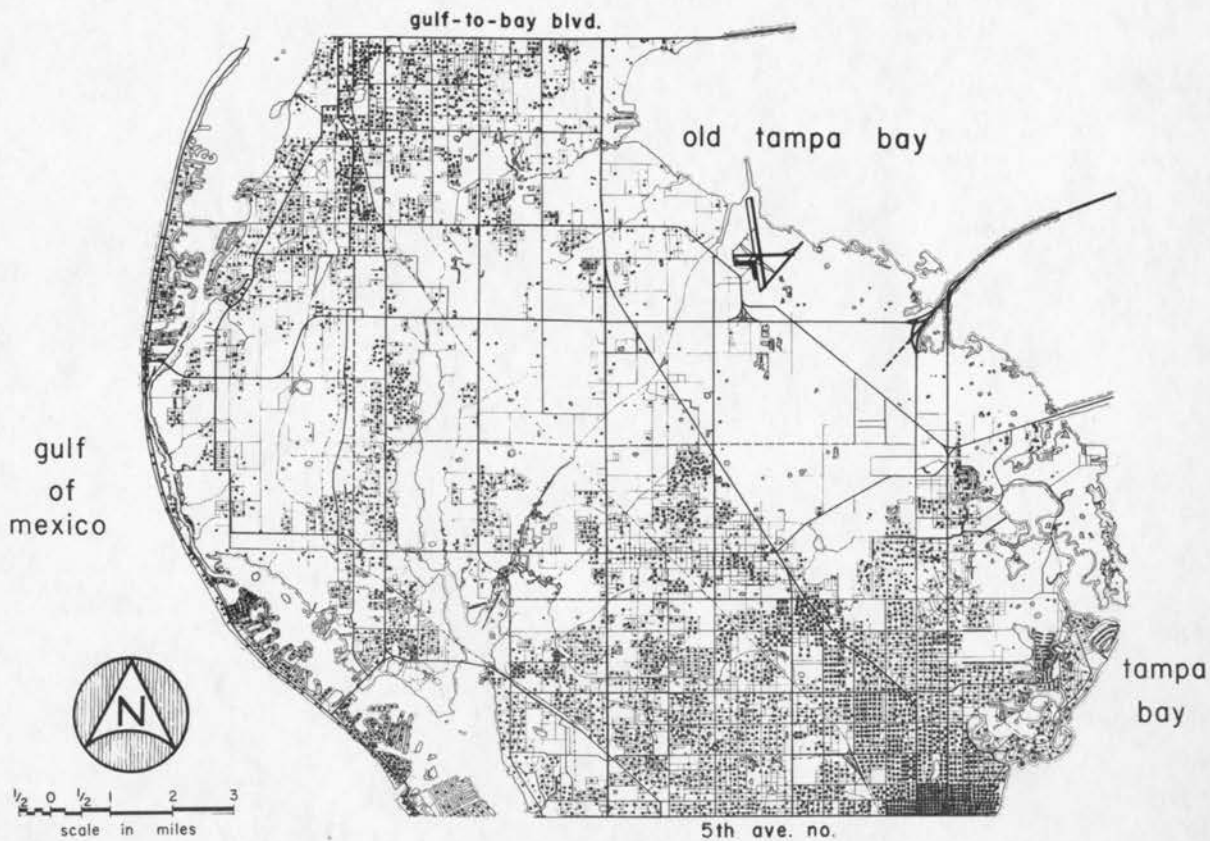 gulf-to-bay blvd.
old tampa bay
gulf
of
mexico
tampa
bay
N
1/2 0 1/2 1 2 3
scale in miles
5th ave. no.